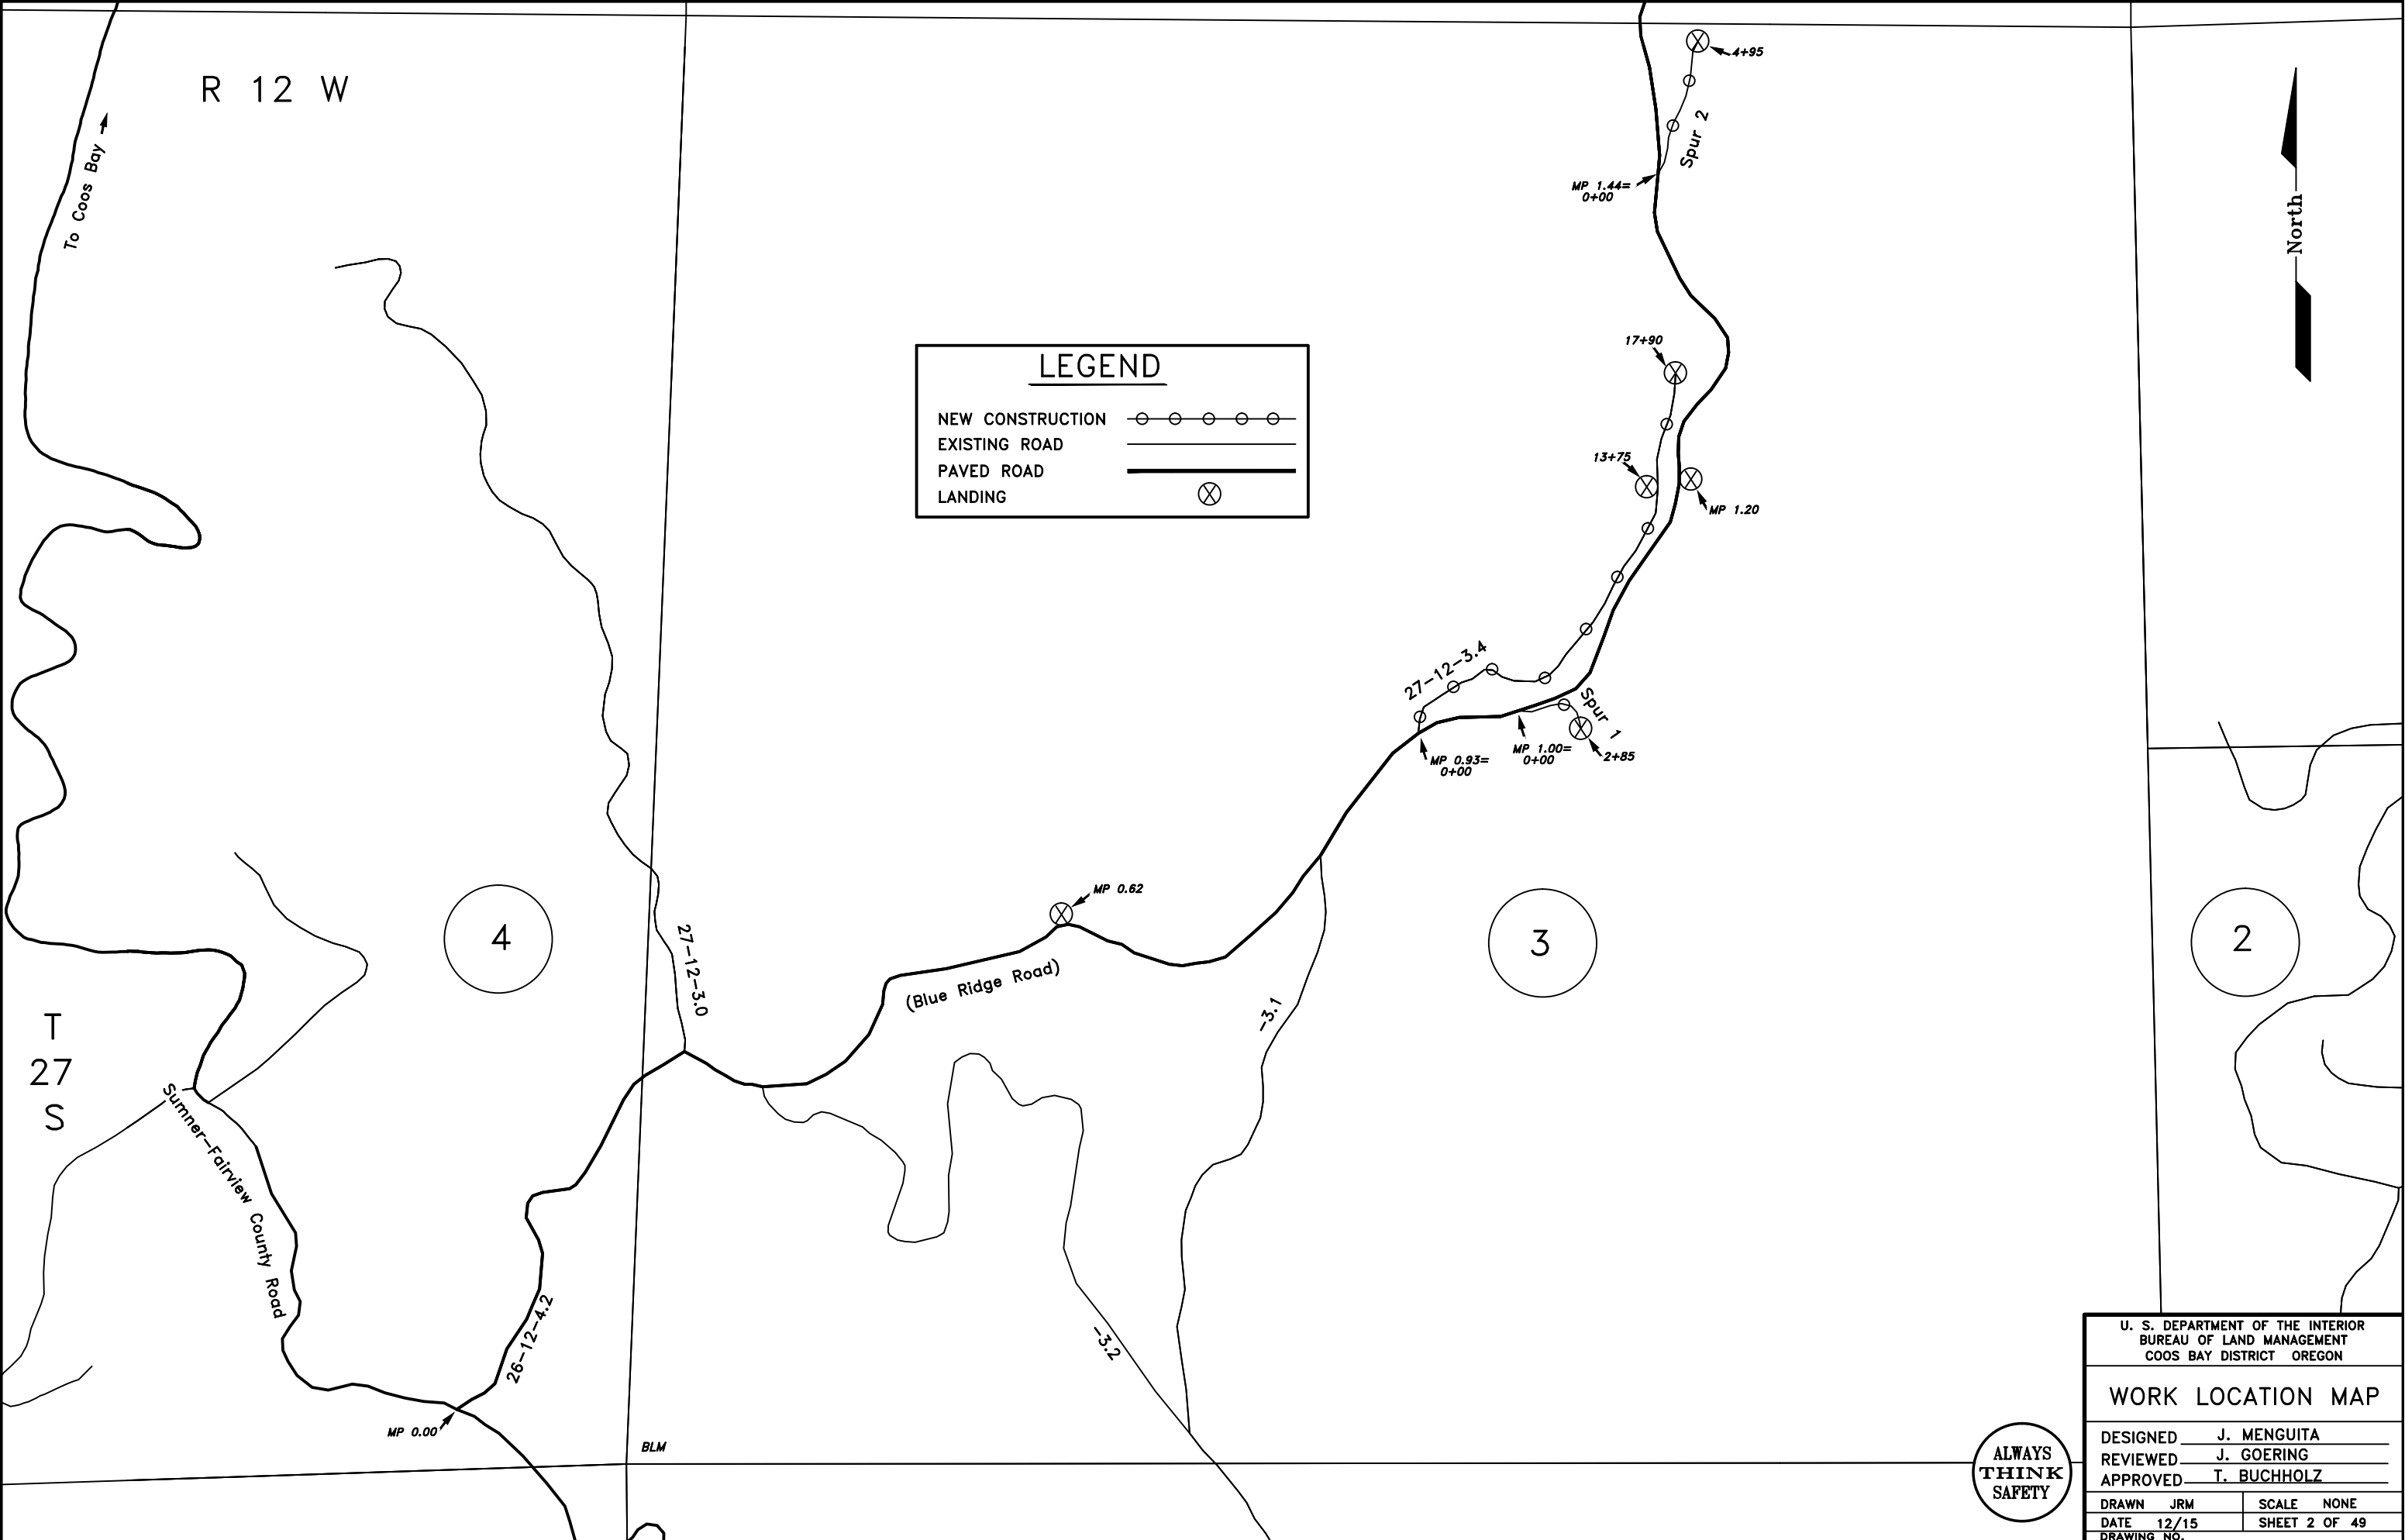 R 12 W
To Coos Bay
4+95
Spur 2
MP 1.44=
0+00
North
LEGEND
NEW CONSTRUCTION
EXISTING ROAD
PAVED ROAD
LANDING
17+90
13+75
MP 1.20
27-12-3.4
Spur 1
MP 0.93=
0+00
MP 1.00=
0+00
2+85
MP 0.62
4
27-12-3.0
(Blue Ridge Road)
3
2
-3.1
T
27
S
Sumner-Fairview County Road
26-12-4.2
-3.2
MP 0.00
BLM
ALWAYS
THINK
SAFETY
U. S. DEPARTMENT OF THE INTERIOR
BUREAU OF LAND MANAGEMENT
COOS BAY DISTRICT OREGON
WORK LOCATION MAP
DESIGNED J. MENGUITA
REVIEWED J. GOERING
APPROVED T. BUCHHOLZ
DRAWN JRM
SCALE NONE
DATE 12/15
SHEET 2 OF 49
DRAWING NO.